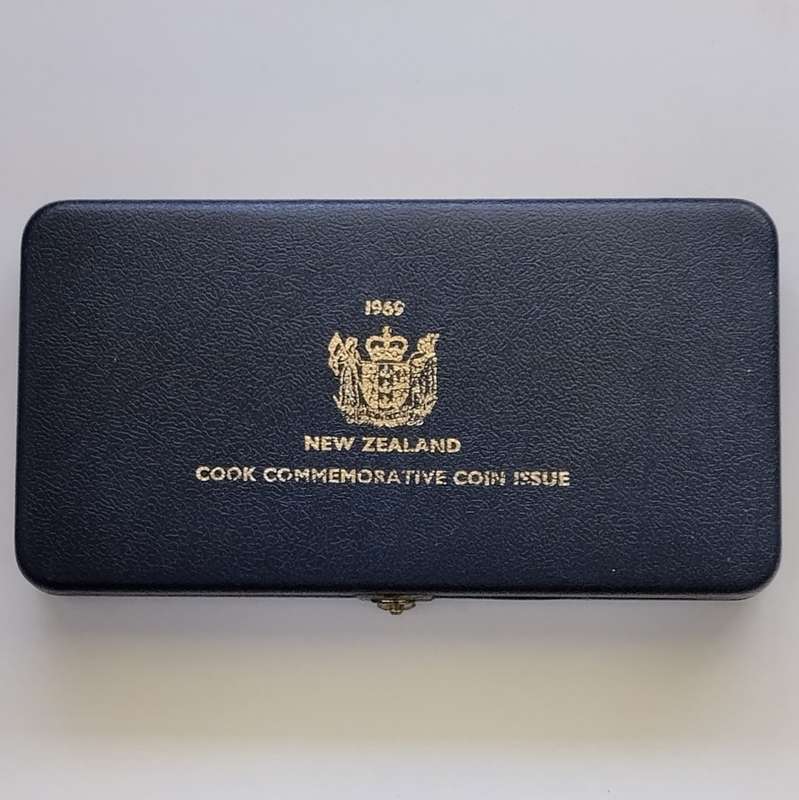 1969
NEW ZEALAND
COOK COMMEMORATIVE COIN ISSUE